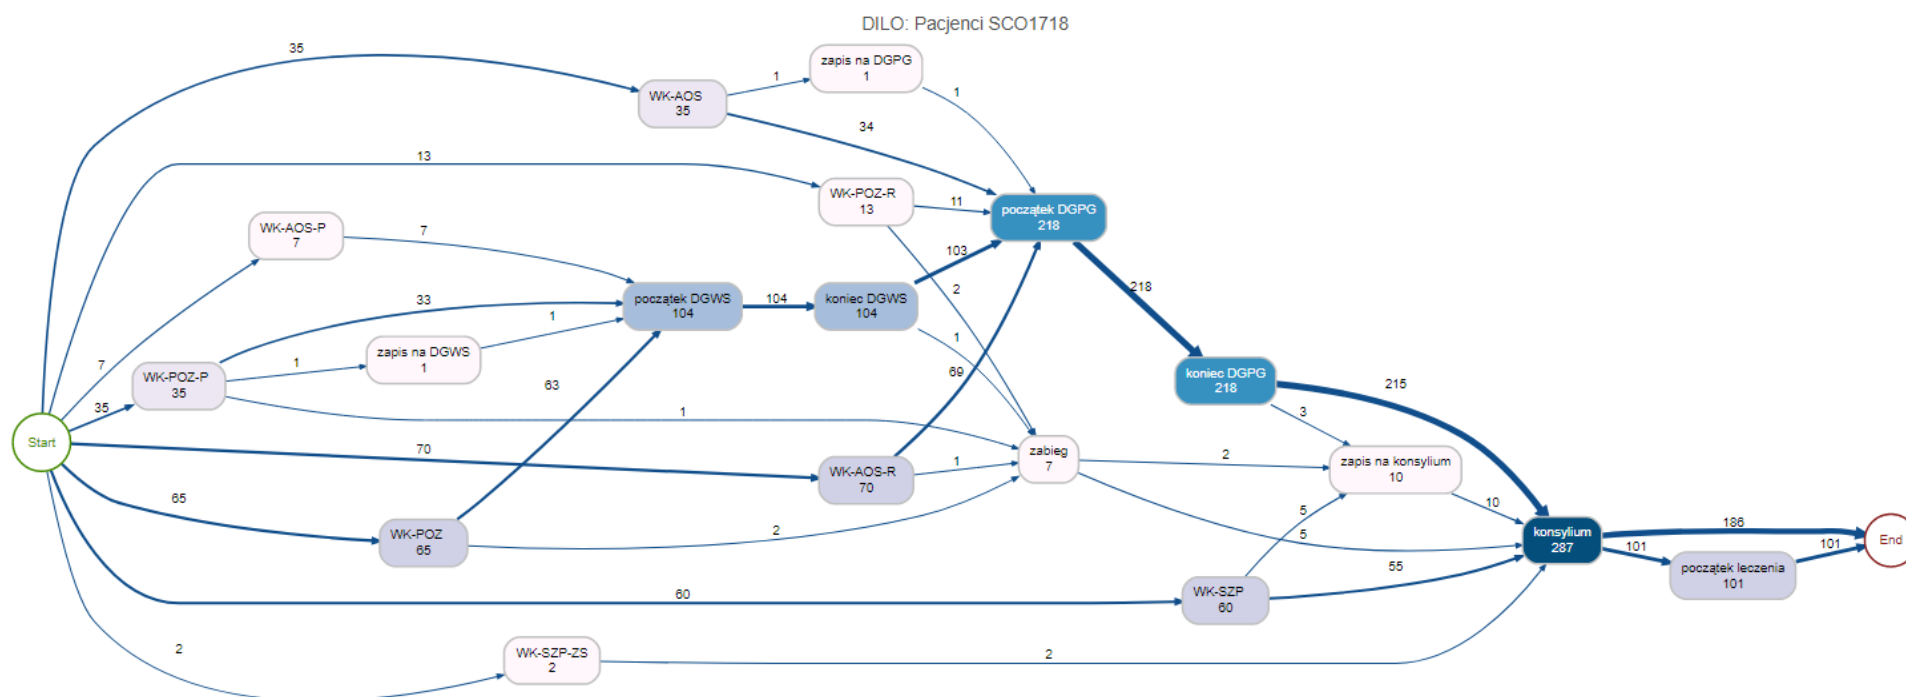 DILO: Pacjenci SCO1718
35
zapis na DGPG
1
1
WK-AOS
35
1
34
13
WK-POZ-R
13
11
początek DGPG
218
WK-AOS-P
7
7
103
2
218
33
początek DGWS
104
104
koniec DGWS
104
1
zapis na DGWS
1
1
7
WK-POZ-P
35
1
63
69
koniec DGPG
218
215
35
Start
1
3
70
WK-AOS-R
70
1
zabieg
7
2
zapis na konsylium
10
10
65
WK-POZ
65
2
5
5
konsylium
287
186
End
101
początek leczenia
101
101
60
WK-SZP
60
55
2
WK-SZP-ZS
2
2